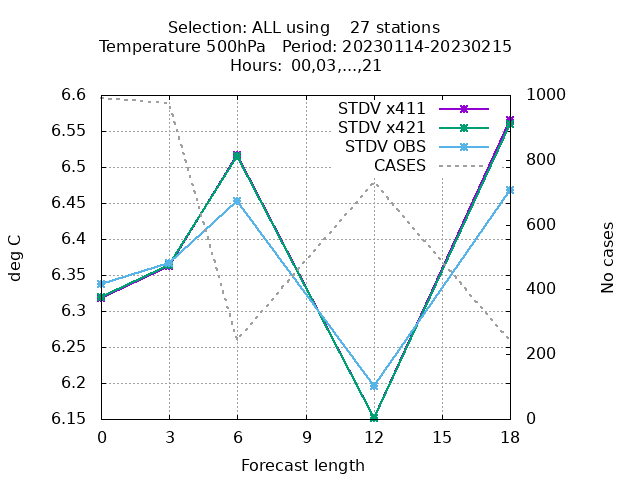 Selection: ALL using    27 stations
Temperature 500hPa   Period: 20230114-20230215
Hours:  00,03,...,21
STDV x411
STDV x421
STDV OBS
CASES
6.6
6.55
6.5
6.45
6.4
6.35
6.3
6.25
6.2
6.15
deg C
1000
800
600
400
200
0
No cases
0 3 6 9 12 15 18
Forecast length